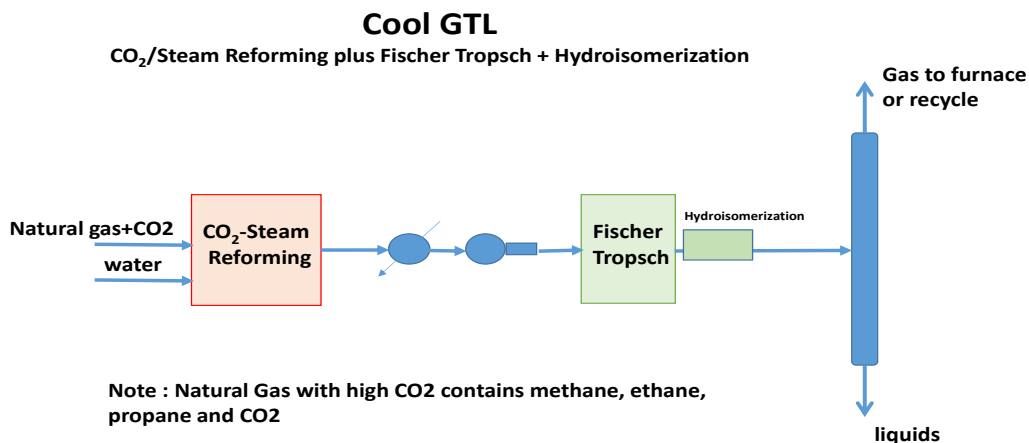 Cool GTL
CO₂/Steam Reforming plus Fischer Tropsch + Hydroisomerization
Gas to furnace
or recycle
Natural gas+CO2
water
CO₂-Steam
Reforming
Fischer
Tropsch
Hydroisomerization
Note : Natural Gas with high CO2 contains methane, ethane,
propane and CO2
liquids